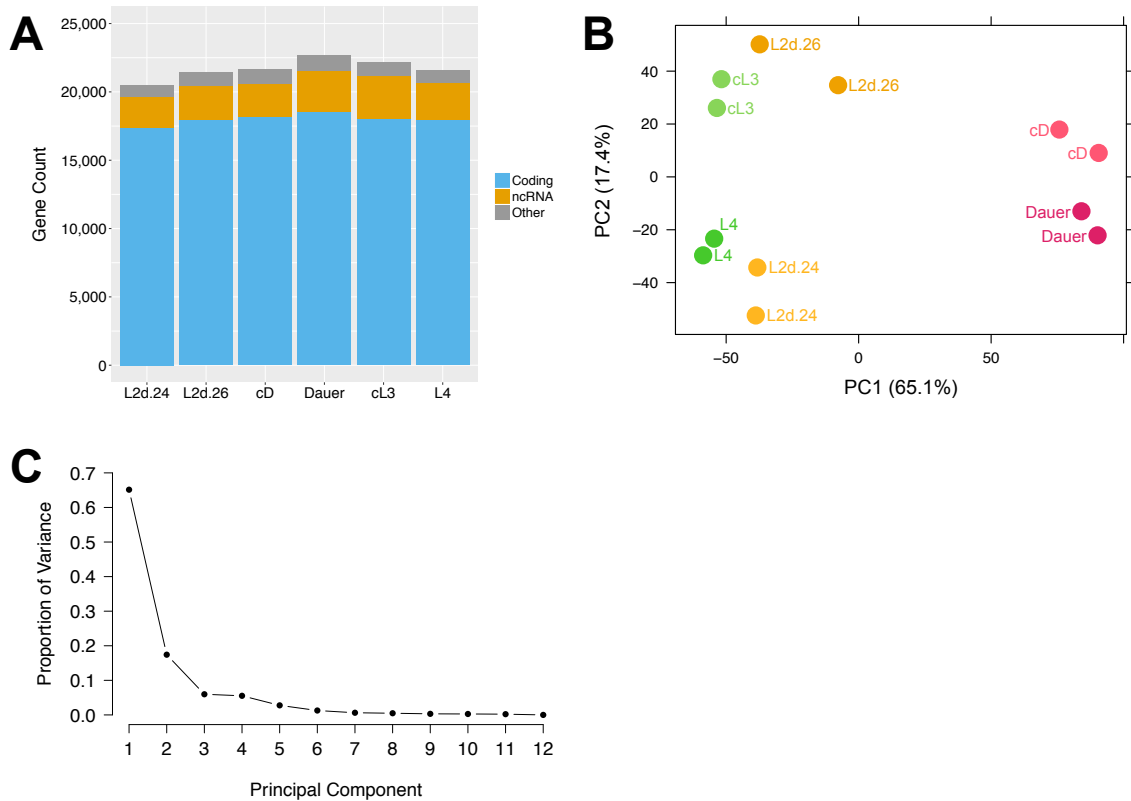 A
25,000
20,000
15,000
10,000
5,000
0
Gene Count
L2d.24 L2d.26 cD Dauer cL3 L4
Coding
ncRNA
Other
B
L2d.26
cL3
L2d.26
cL3
cD
cD
Dauer
Dauer
L4
L4
L2d.24
L2d.24
40
20
0
−20
−40
PC2 (17.4%)
−50 0 50
PC1 (65.1%)
C
0.7
0.6
0.5
0.4
0.3
0.2
0.1
0.0
Proportion of Variance
1 2 3 4 5 6 7 8 9 10 11 12
Principal Component